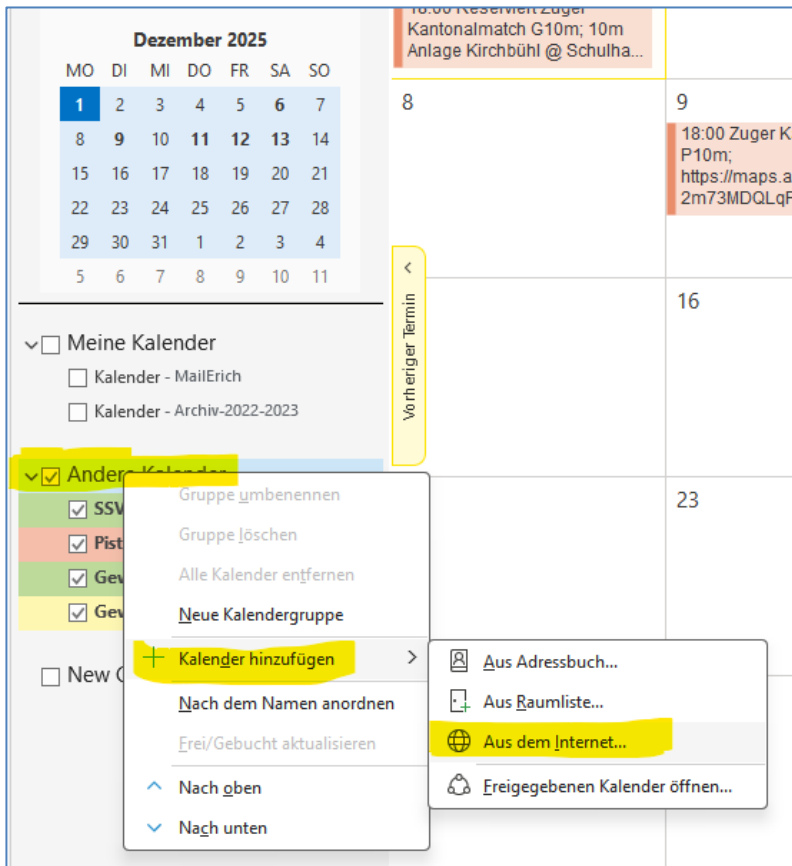 Dezember 2025
MO DI MI DO FR SA SO
1 2 3 4 5 6 7
8 9 10 11 12 13 14
15 16 17 18 19 20 21
22 23 24 25 26 27 28
29 30 31 1 2 3 4
5 6 7 8 9 10 11
Meine Kalender
Kalender - MailErich
Kalender - Archiv-2022-2023
Andere Kalender
SSV
Pist
Gev
Gev
New
Gruppe umbenennen
Gruppe löschen
Alle Kalender entfernen
Neue Kalendergruppe
Kalender hinzufügen
Nach dem Namen anordnen
Frei/Gebucht aktualisieren
Nach oben
Nach unten
Aus Adressbuch...
Aus Raumliste...
Aus dem Internet...
Freigegebenen Kalender öffnen...
18:00 Reserviert Zuger
Kantonalmatch G10m; 10m
Anlage Kirchbühl @ Schulha...
8
9
18:00 Zuger K
P10m;
https://maps.a
2m73MDQLqF
Vorheriger Termin
16
23